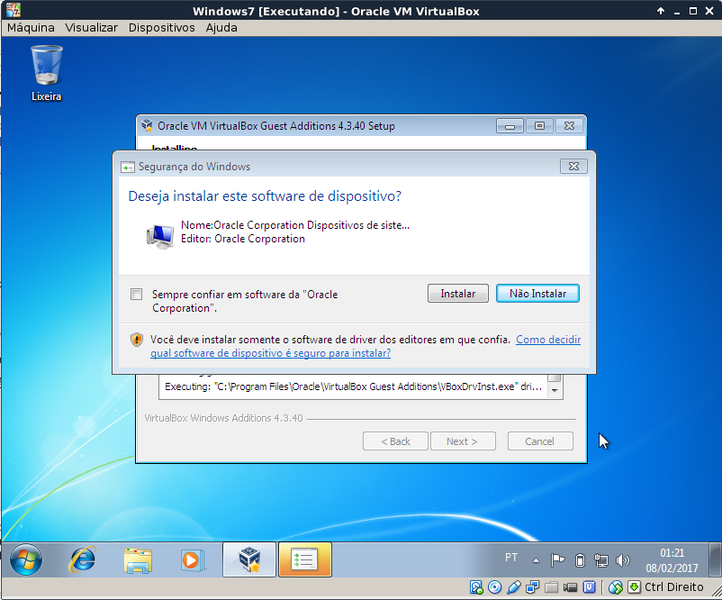 Windows7 [Executando] - Oracle VM VirtualBox
Máquina Visualizar Dispositivos Ajuda
Lixeira
Oracle VM VirtualBox Guest Additions 4.3.40 Setup
Installing
Segurança do Windows
Deseja instalar este software de dispositivo?
Nome:Oracle Corporation Dispositivos de siste...
Editor: Oracle Corporation
Sempre confiar em software da "Oracle
Corporation".
Instalar
Não Instalar
Você deve instalar somente o software de driver dos editores em que confia. Como decidir
qual software de dispositivo é seguro para instalar?
Executing: "C:\Program Files\Oracle\VirtualBox Guest Additions\VBoxDrvInst.exe" dri...
VirtualBox Windows Additions 4.3.40
< Back
Next >
Cancel
PT
01:21
08/02/2017
Ctrl Direito